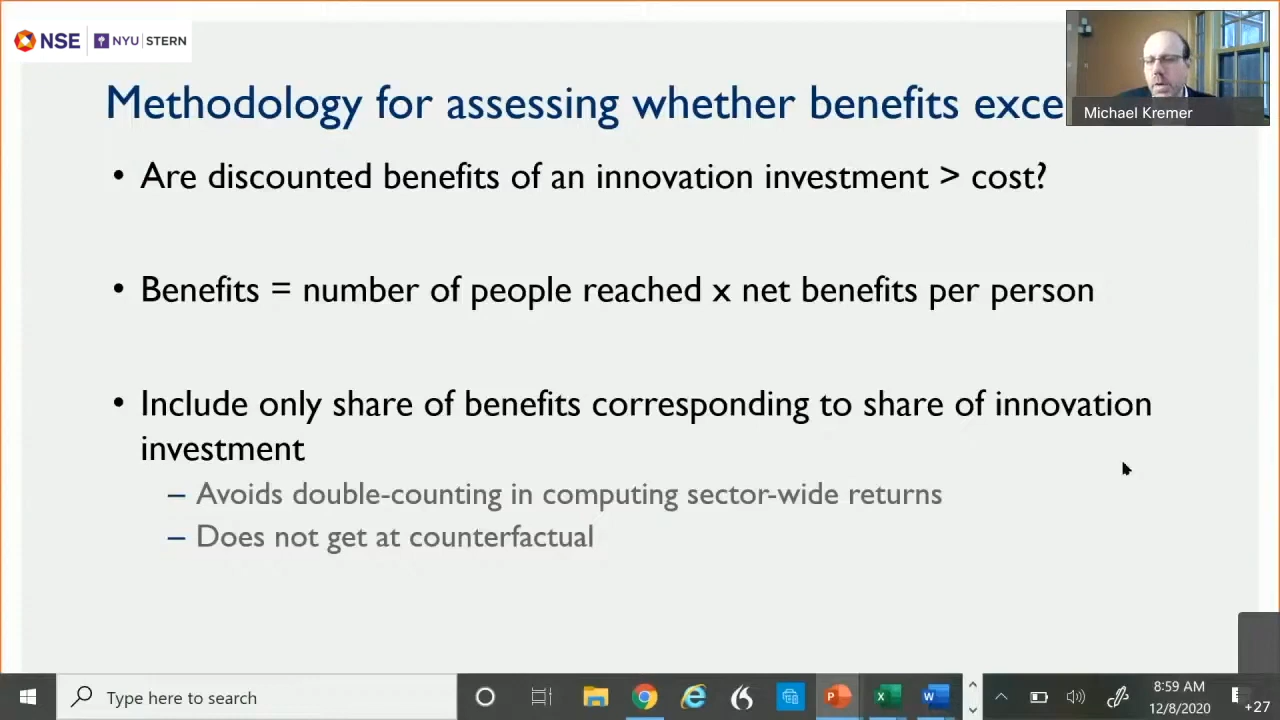 NSE NYU STERN
Michael Kremer
Methodology for assessing whether benefits exce
• Are discounted benefits of an innovation investment > cost?
• Benefits = number of people reached x net benefits per person
• Include only share of benefits corresponding to share of innovation
investment
– Avoids double-counting in computing sector-wide returns
– Does not get at counterfactual
Type here to search
8:59 AM
12/8/2020
+27